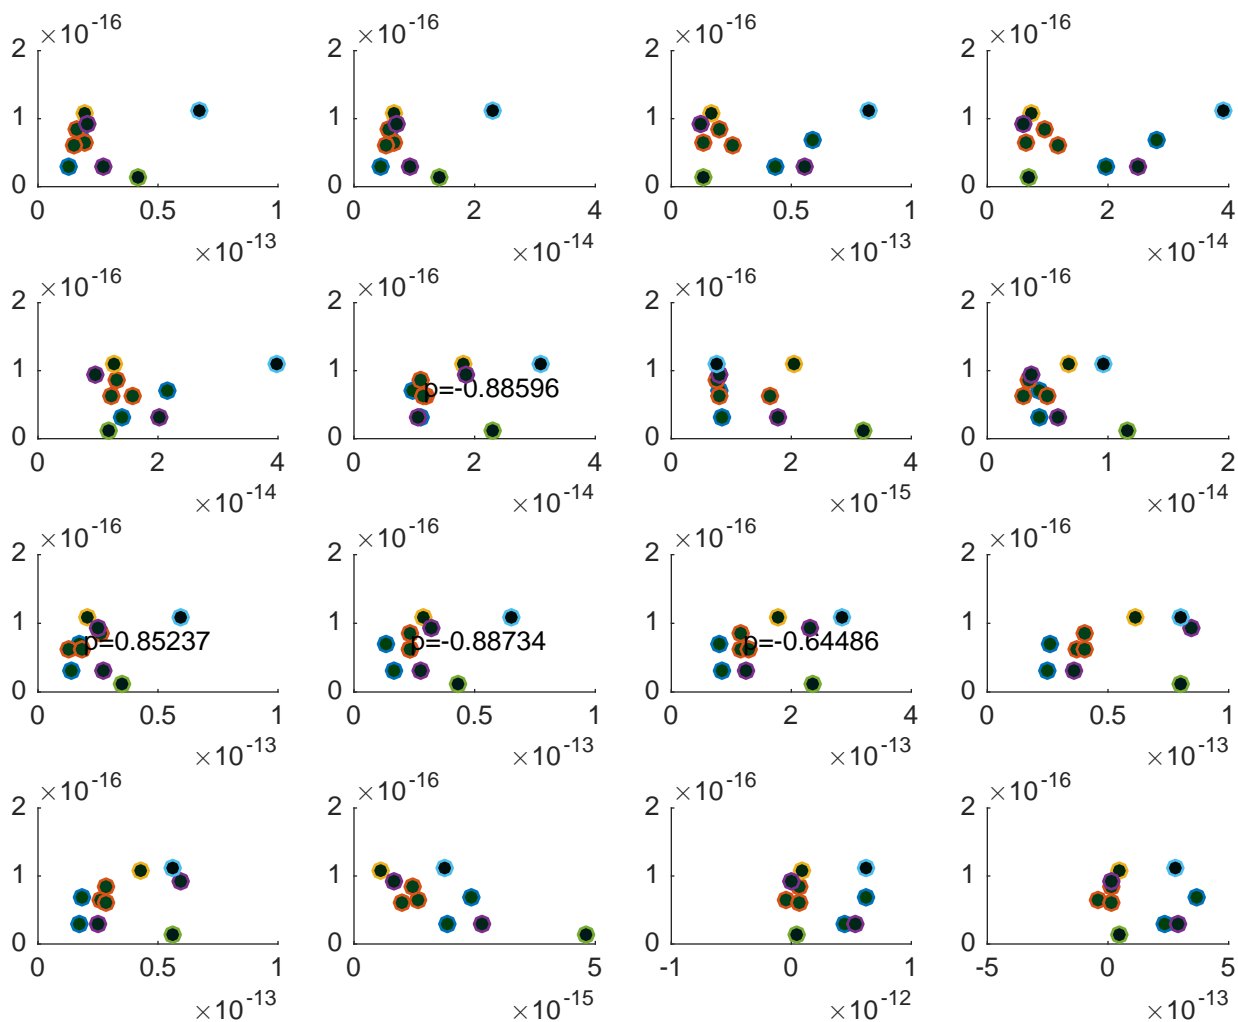 ×10-16 ×10-16 ×10-16 ×10-16
2 2 2 2
1 1 1 1
0 0 0 0
0 0.5 1 0 2 4 0 0.5 1 0 2 4
×10-13 ×10-14 ×10-13 ×10-14
×10-16 ×10-16 ×10-16 ×10-16
2 2 2 2
1 1 1 1
p=-0.88596
0 0 0 0
0 2 4 0 2 4 0 2 4 0 1 2
×10-14 ×10-14 ×10-15 ×10-14
×10-16 ×10-16 ×10-16 ×10-16
2 2 2 2
1 1 1 1
p=0.85237 p=-0.88734 p=-0.64486
0 0 0 0
0 0.5 1 0 0.5 1 0 2 4 0 0.5 1
×10-13 ×10-13 ×10-13 ×10-13
×10-16 ×10-16 ×10-16 ×10-16
2 2 2 2
1 1 1 1
0 0 0 0
0 0.5 1 0 5 -1 0 1 -5 0 5
×10-13 ×10-15 ×10-12 ×10-13